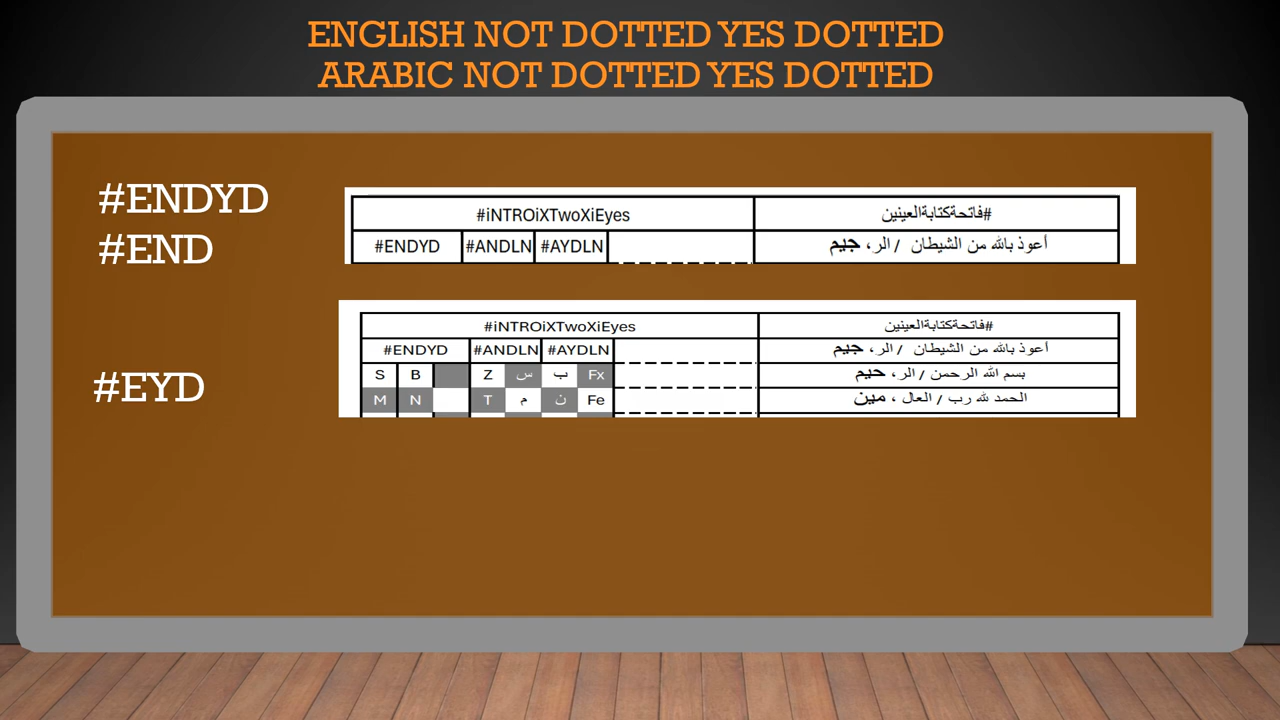 ENGLISH NOT DOTTED YES DOTTED
ARABIC NOT DOTTED YES DOTTED
#ENDYD
#END
#iNTROiXTwoXiEyes #فاتحةكتابةالعينين
#ENDYD #ANDLN #AYDLN أعوذ بالله من الشيطان / الر، جيم
#EYD
#iNTROiXTwoXiEyes #فاتحةكتابةالعينين
#ENDYD #ANDLN #AYDLN أعوذ بالله من الشيطان / الر، جيم
S B Z س ب Fx بسم الله الرحمن / الر، حيم
M N T م ن Fe الحمد لله رب / العال ، مين